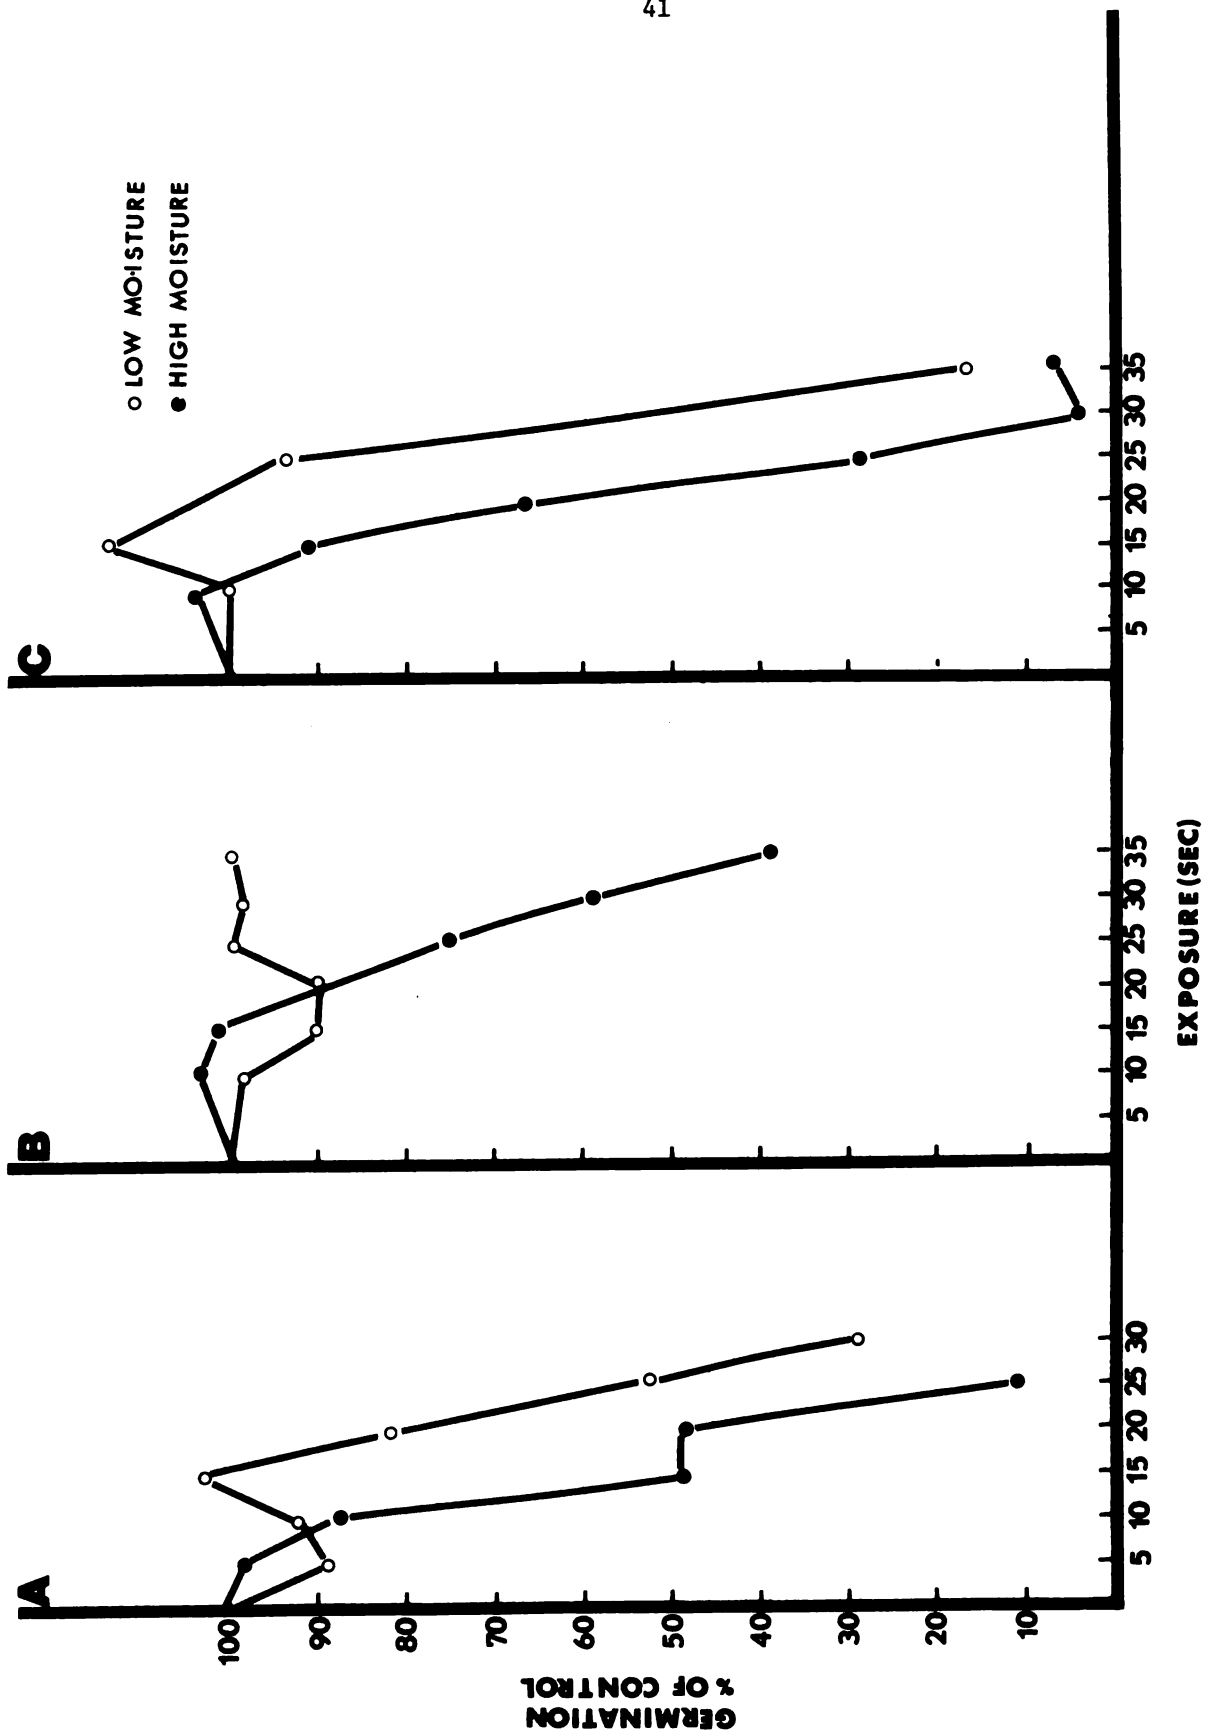 41
A
B
C
○ LOW MOISTURE
● HIGH MOISTURE
GERMINATION
% OF CONTROL
100
90
80
70
60
50
40
30
20
10
5 10 15 20 25 30
5 10 15 20 25 30 35
5 10 15 20 25 30 35
EXPOSURE (SEC)